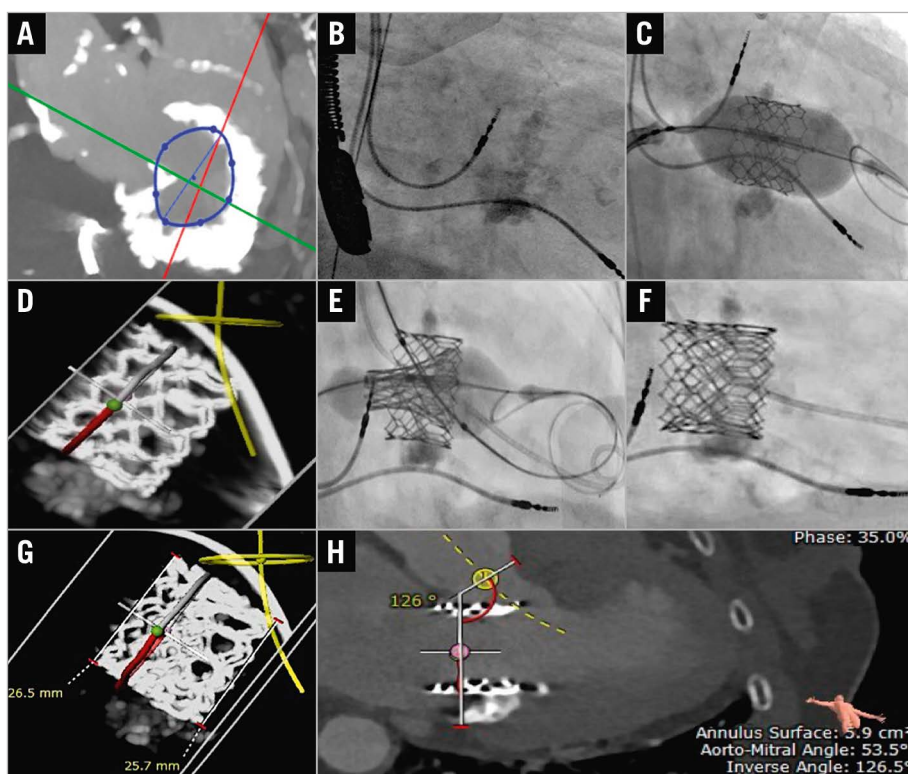 A
B
C
D
E
F
G
26.5 mm
25.7 mm
H
Phase: 35.0%
126 °
Annulus Surface: 5.9 cm²
Aorto-Mitral Angle: 53.5°
Inverse Angle: 126.5°